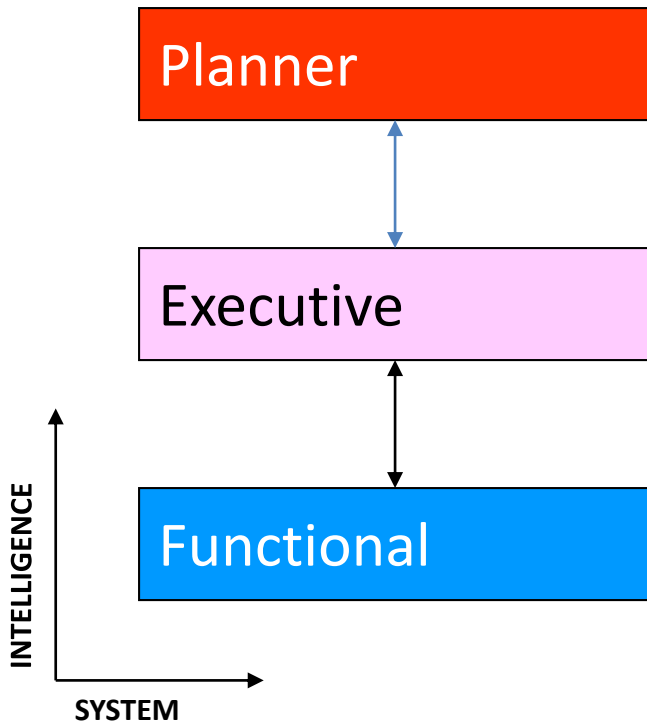 Planner
Executive
Functional
INTELLIGENCE
SYSTEM